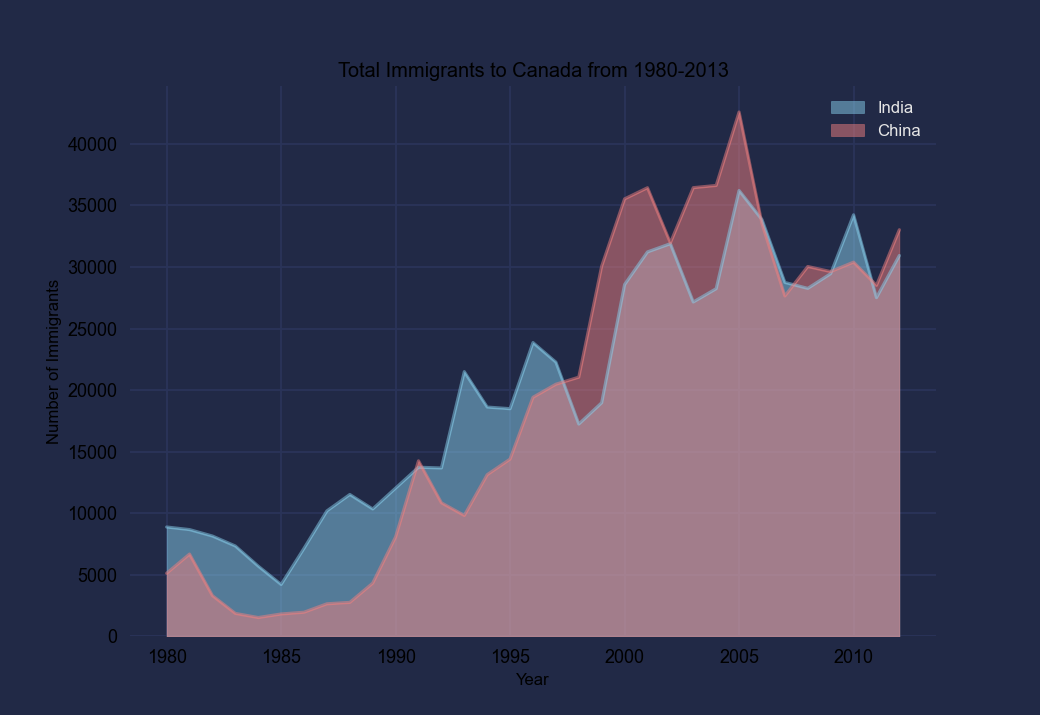 Total Immigrants to Canada from 1980-2013
India
China
40000
35000
30000
25000
20000
15000
10000
5000
0
Number of Immigrants
1980 1985 1990 1995 2000 2005 2010
Year